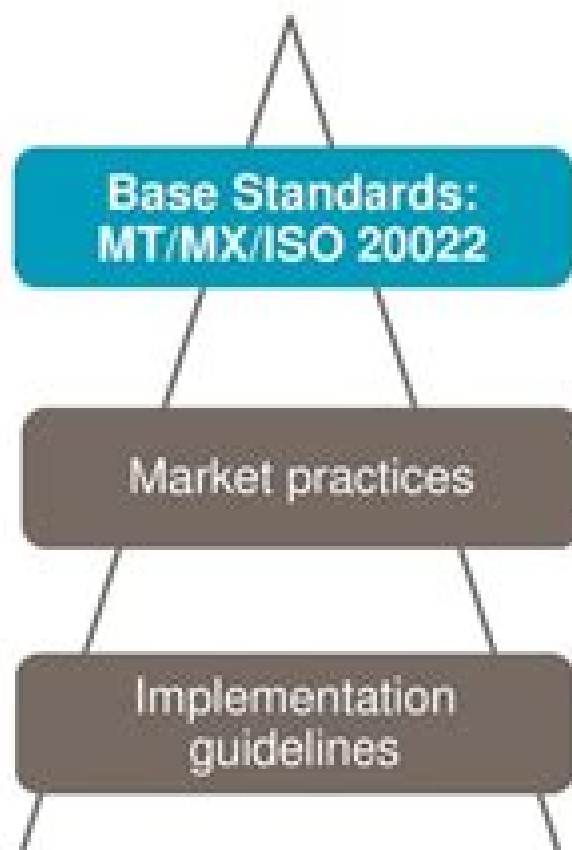 Base Standards:
MT/MX/ISO 20022
Market practices
Implementation
guidelines